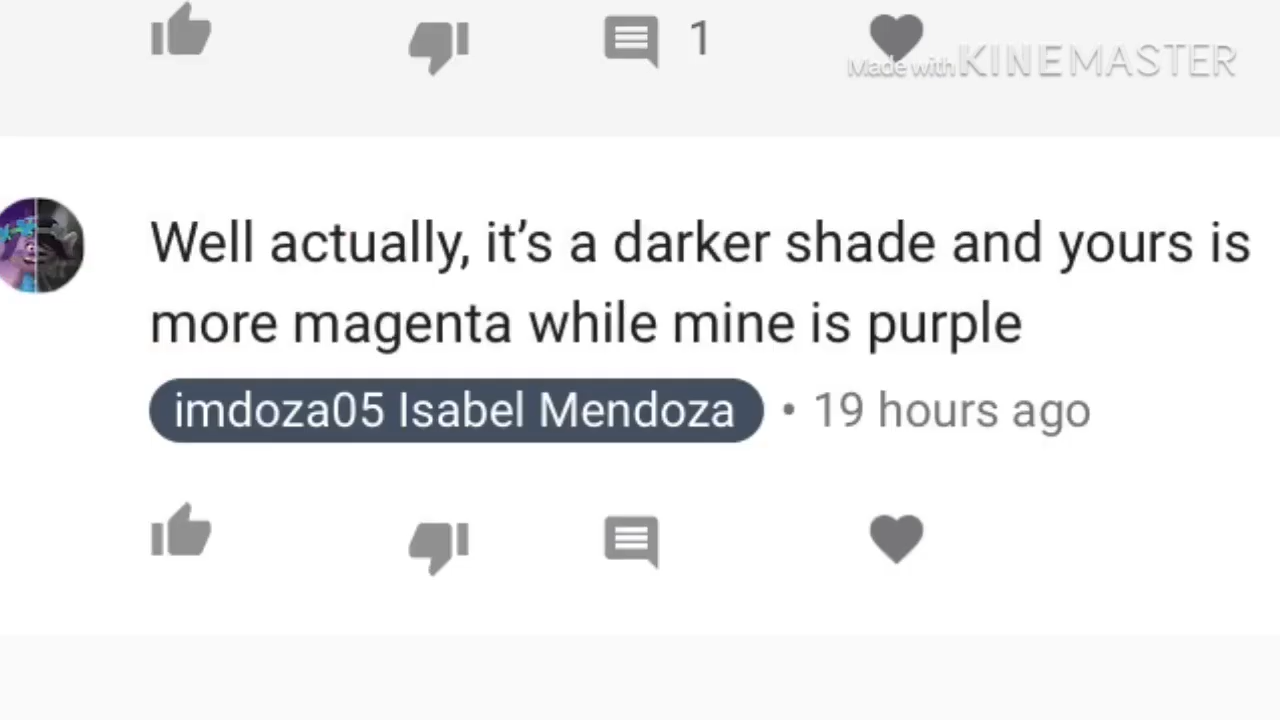 1
Made with KINEMASTER
Well actually, it's a darker shade and yours is
more magenta while mine is purple
imdoza05 Isabel Mendoza • 19 hours ago